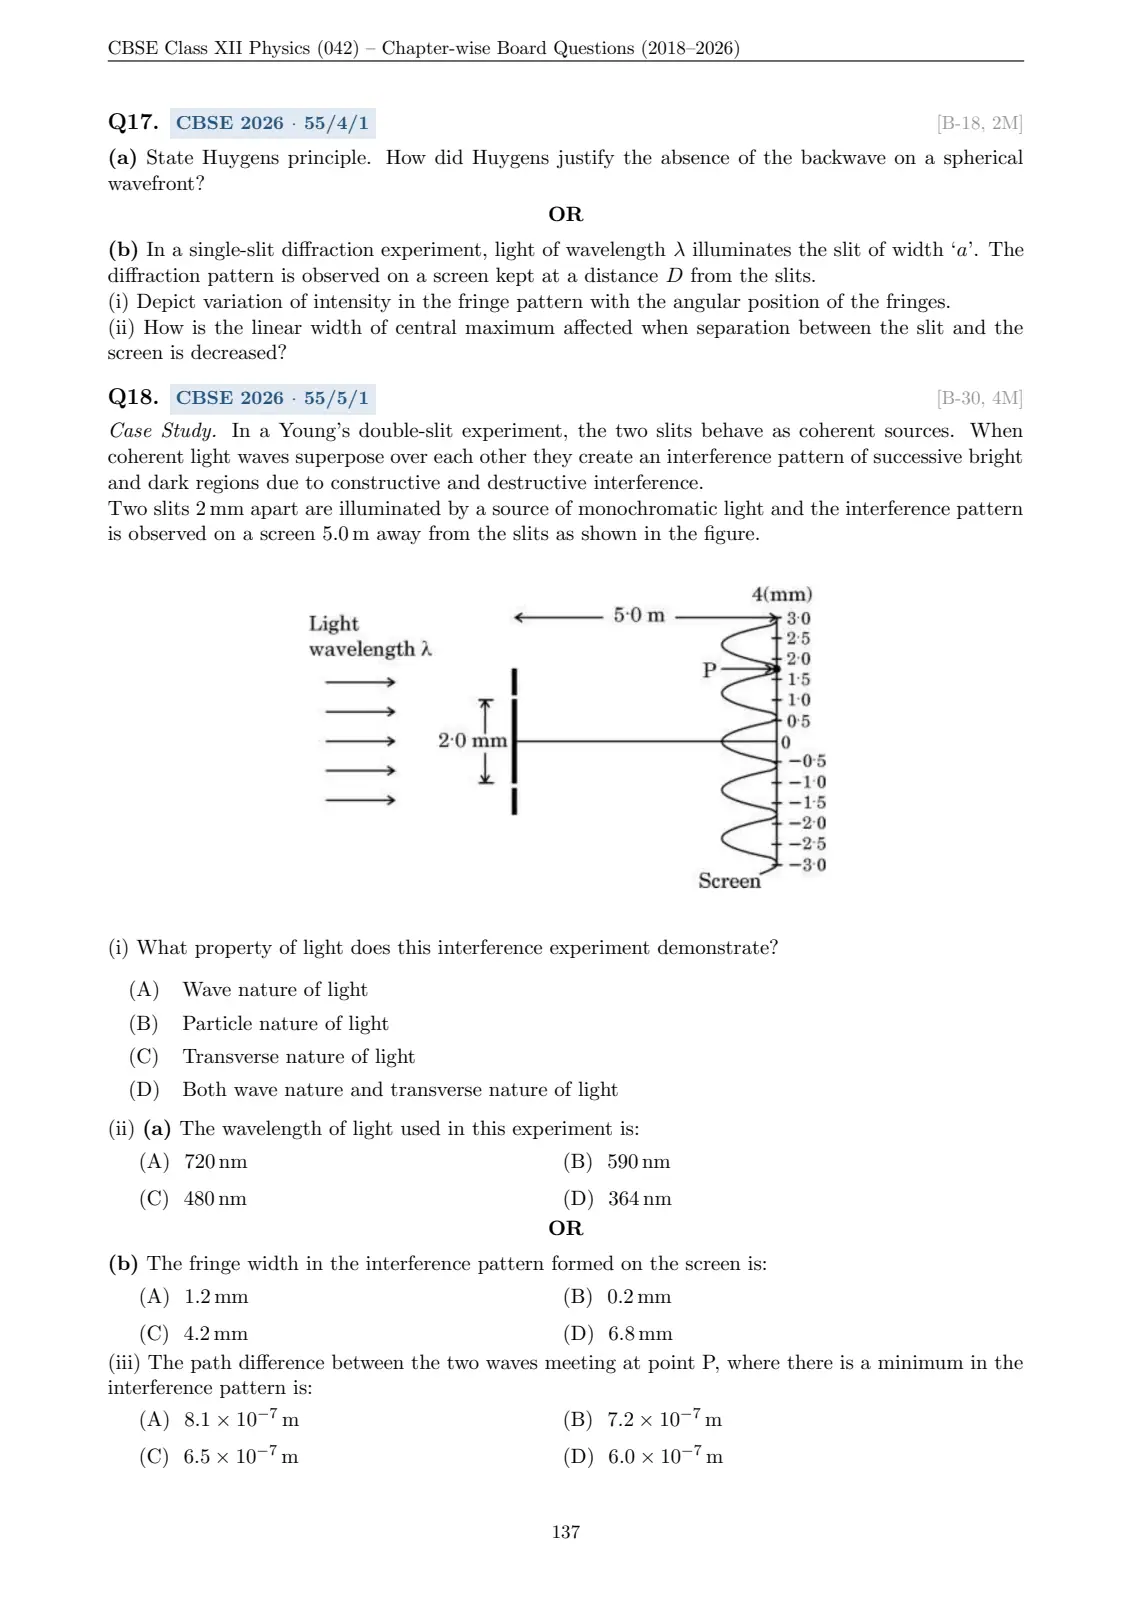 CBSE Class XII Physics (042) – Chapter-wise Board Questions (2018–2026)
Q17. CBSE 2026 · 55/4/1 [B-18, 2M]
(a) State Huygens principle. How did Huygens justify the absence of the backwave on a spherical
wavefront?
OR
(b) In a single-slit diffraction experiment, light of wavelength λ illuminates the slit of width ‘a’. The
diffraction pattern is observed on a screen kept at a distance D from the slits.
(i) Depict variation of intensity in the fringe pattern with the angular position of the fringes.
(ii) How is the linear width of central maximum affected when separation between the slit and the
screen is decreased?
Q18. CBSE 2026 · 55/5/1 [B-30, 4M]
Case Study. In a Young’s double-slit experiment, the two slits behave as coherent sources. When
coherent light waves superpose over each other they create an interference pattern of successive bright
and dark regions due to constructive and destructive interference.
Two slits 2 mm apart are illuminated by a source of monochromatic light and the interference pattern
is observed on a screen 5.0 m away from the slits as shown in the figure.
4(mm)
5·0 m
3·0
Light
2·5
wavelength λ
2·0
P
1·5
1·0
0·5
2·0 mm
0
−0·5
−1·0
−1·5
−2·0
−2·5
−3·0
Screen
(i) What property of light does this interference experiment demonstrate?
(A) Wave nature of light
(B) Particle nature of light
(C) Transverse nature of light
(D) Both wave nature and transverse nature of light
(ii) (a) The wavelength of light used in this experiment is:
(A) 720 nm (B) 590 nm
(C) 480 nm (D) 364 nm
OR
(b) The fringe width in the interference pattern formed on the screen is:
(A) 1.2 mm (B) 0.2 mm
(C) 4.2 mm (D) 6.8 mm
(iii) The path difference between the two waves meeting at point P, where there is a minimum in the
interference pattern is:
(A) 8.1 × 10⁻⁷ m (B) 7.2 × 10⁻⁷ m
(C) 6.5 × 10⁻⁷ m (D) 6.0 × 10⁻⁷ m
137